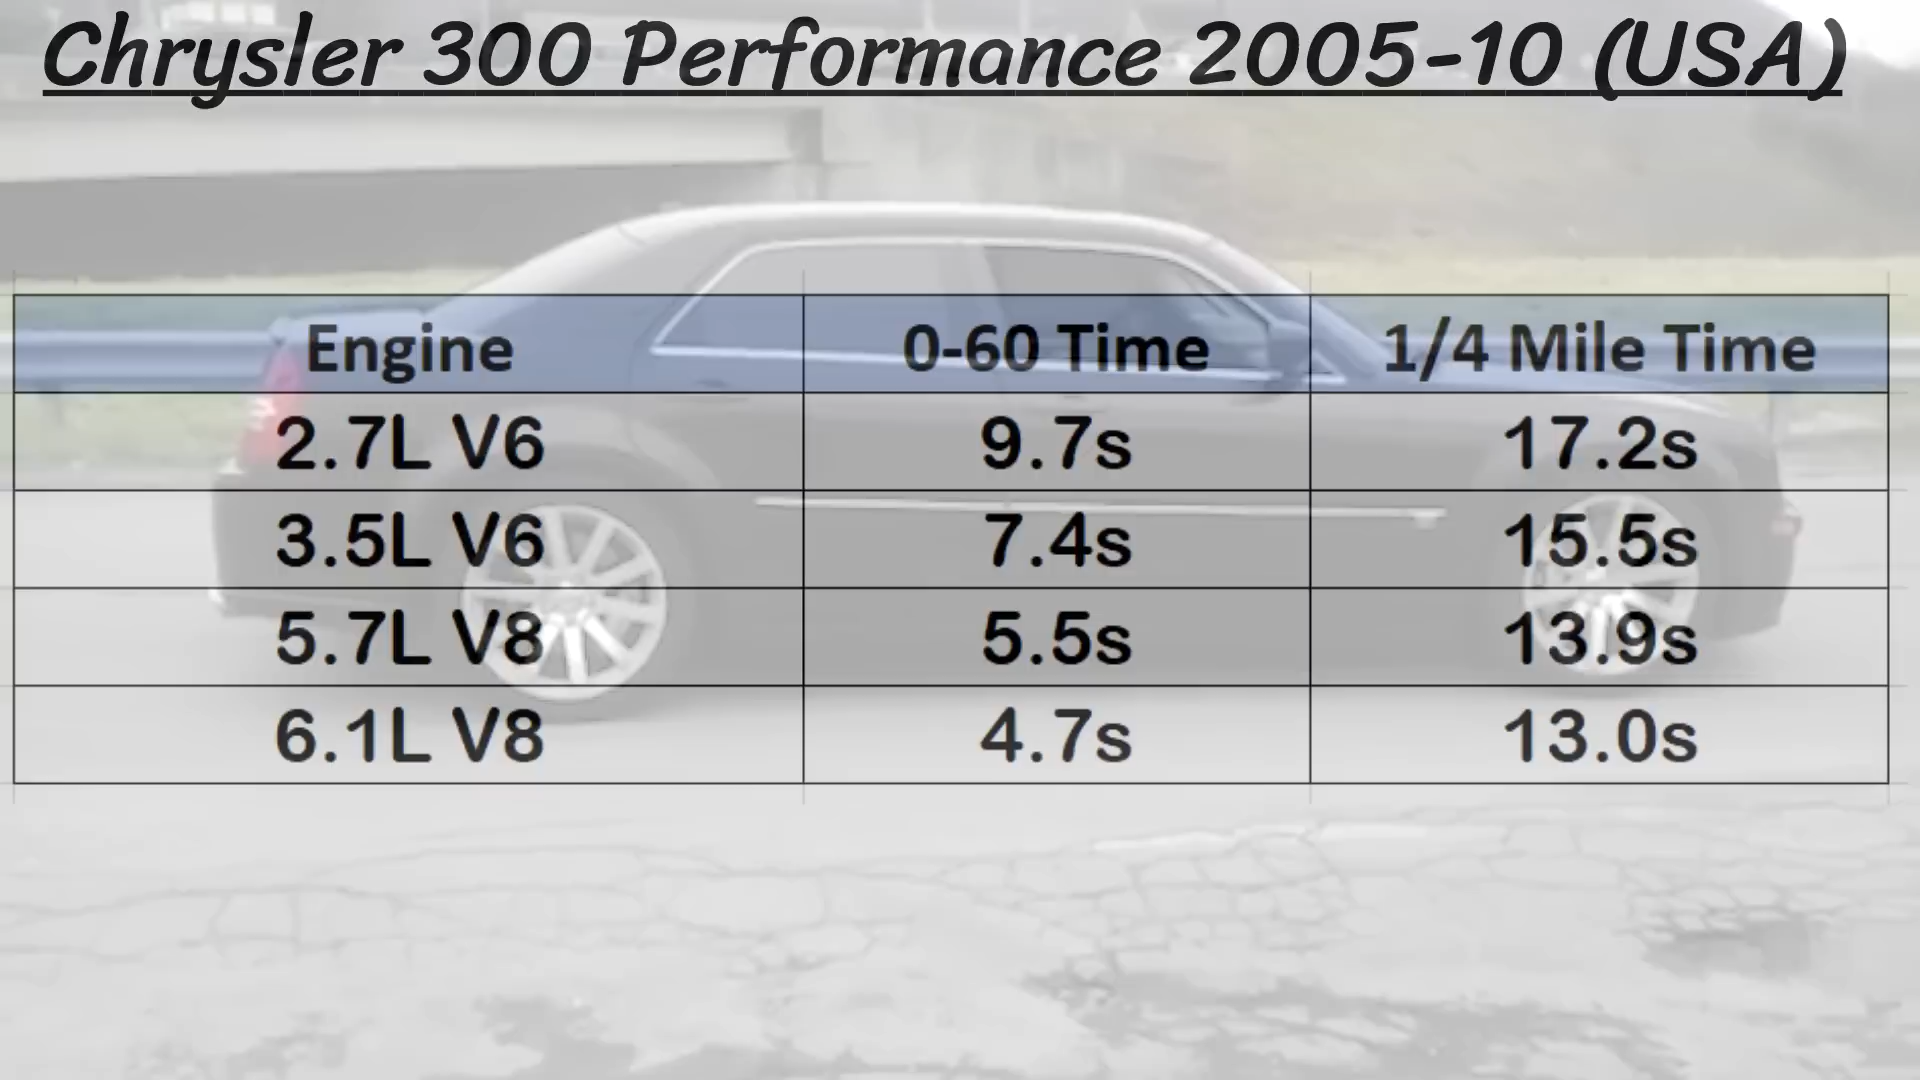 Chrysler 300 Performance 2005-10 (USA)
Engine 0-60 Time 1/4 Mile Time
2.7L V6 9.7s 17.2s
3.5L V6 7.4s 15.5s
5.7L V8 5.5s 13.9s
6.1L V8 4.7s 13.0s